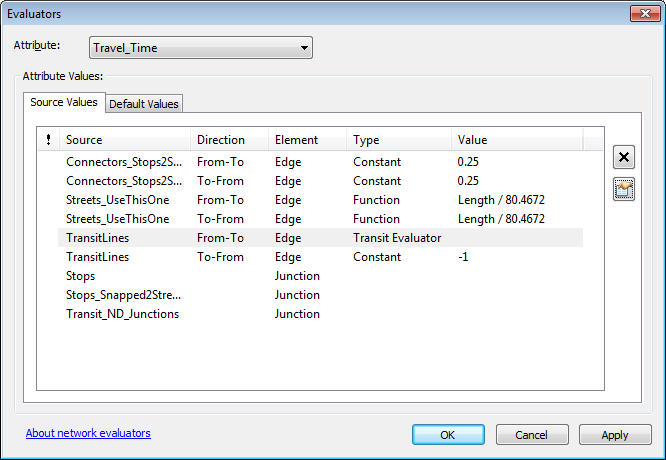 Evaluators
Attribute: Travel_Time
Attribute Values:
Source Values Default Values
! Source Direction Element Type Value
Connectors_Stops2S... From-To Edge Constant 0.25
Connectors_Stops2S... To-From Edge Constant 0.25
Streets_UseThisOne From-To Edge Function Length / 80.4672
Streets_UseThisOne To-From Edge Function Length / 80.4672
TransitLines From-To Edge Transit Evaluator
TransitLines To-From Edge Constant -1
Stops Junction
Stops_Snapped2Stre... Junction
Transit_ND_Junctions Junction
About network evaluators OK Cancel Apply